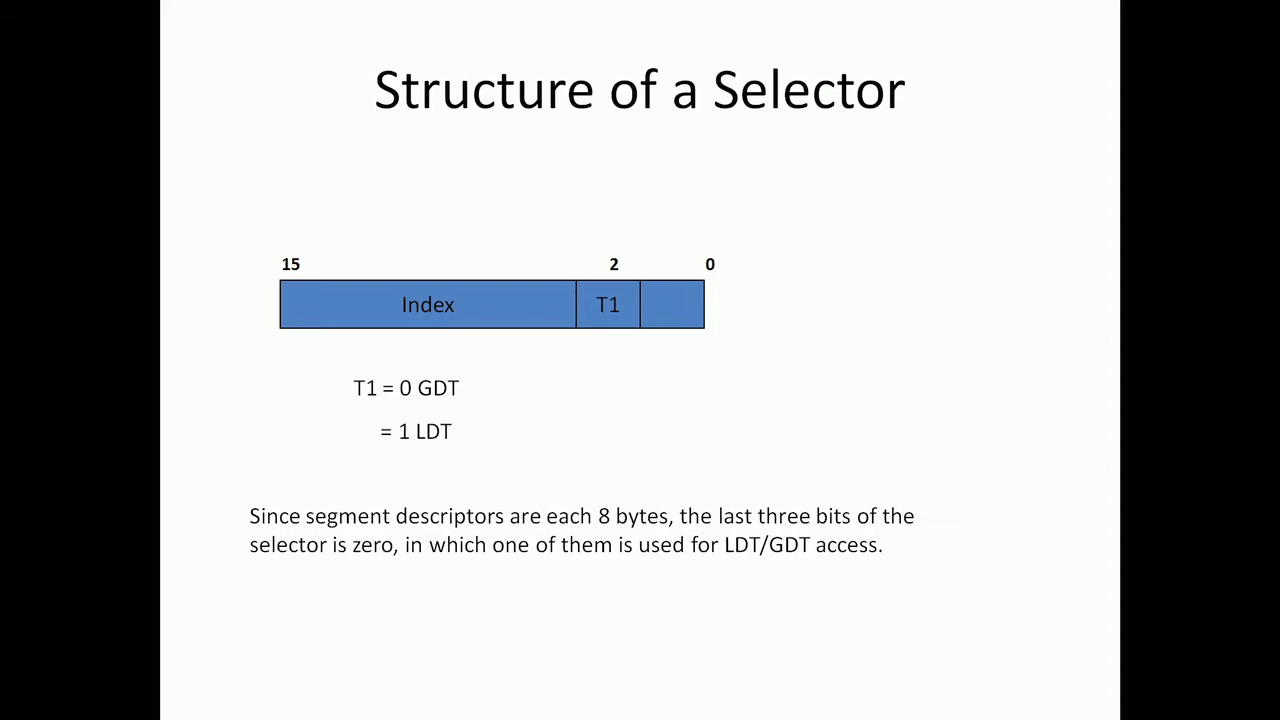 Structure of a Selector
15 2 0
Index T1
T1 = 0 GDT
= 1 LDT
Since segment descriptors are each 8 bytes, the last three bits of the
selector is zero, in which one of them is used for LDT/GDT access.